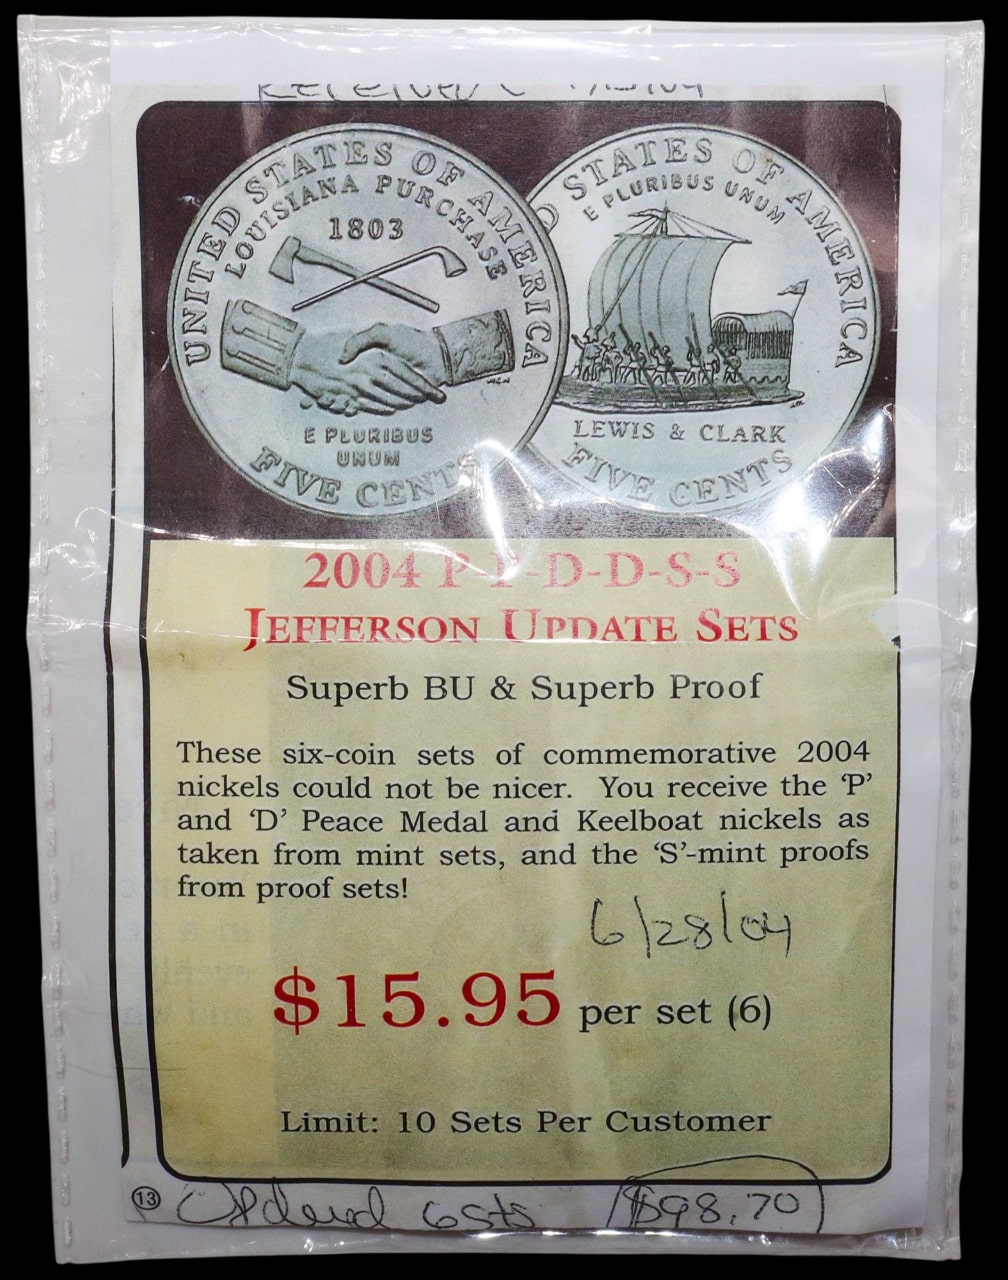 UNITED STATES OF AMERICA
LOUISIANA PURCHASE
1803
E PLURIBUS
UNUM
FIVE CENTS
STATES OF AMERICA
E PLURIBUS UNUM
LEWIS & CLARK
FIVE CENTS
2004 P-P-D-D-S-S
JEFFERSON UPDATE SETS
Superb BU & Superb Proof
These six-coin sets of commemorative 2004
nickels could not be nicer. You receive the ‘P’
and ‘D’ Peace Medal and Keelboat nickels as
taken from mint sets, and the ‘S’-mint proofs
from proof sets!
6/28/04
$15.95 per set (6)
Limit: 10 Sets Per Customer
13 Ordered 6 sets $98.70